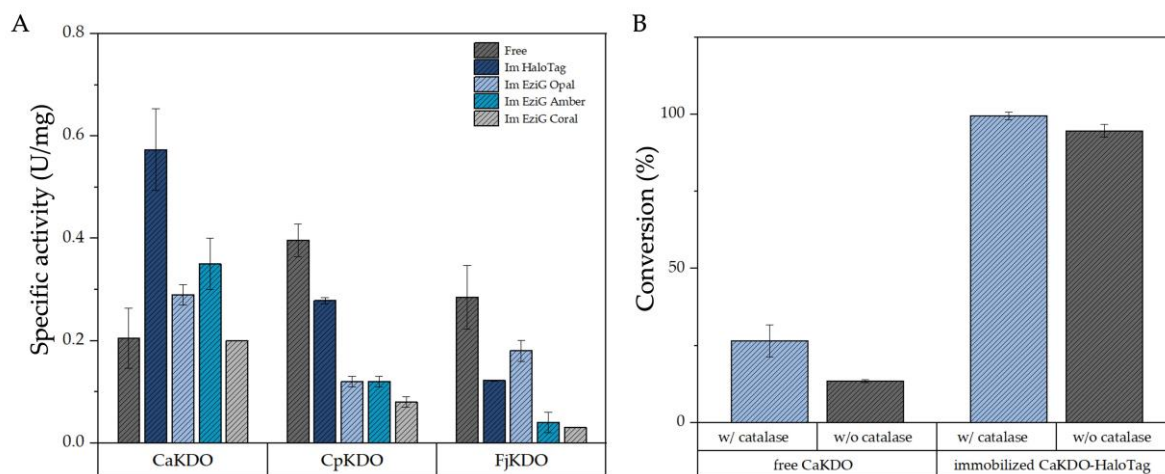 A
Specific activity (U/mg)
0.8
0.6
0.4
0.2
0.0
Free
Im HaloTag
Im EziG Opal
Im EziG Amber
Im EziG Coral
CaKDO CpKDO FjKDO
B
Conversion (%)
100
50
0
w/ catalase w/o catalase w/ catalase w/o catalase
free CaKDO immobilized CaKDO-HaloTag